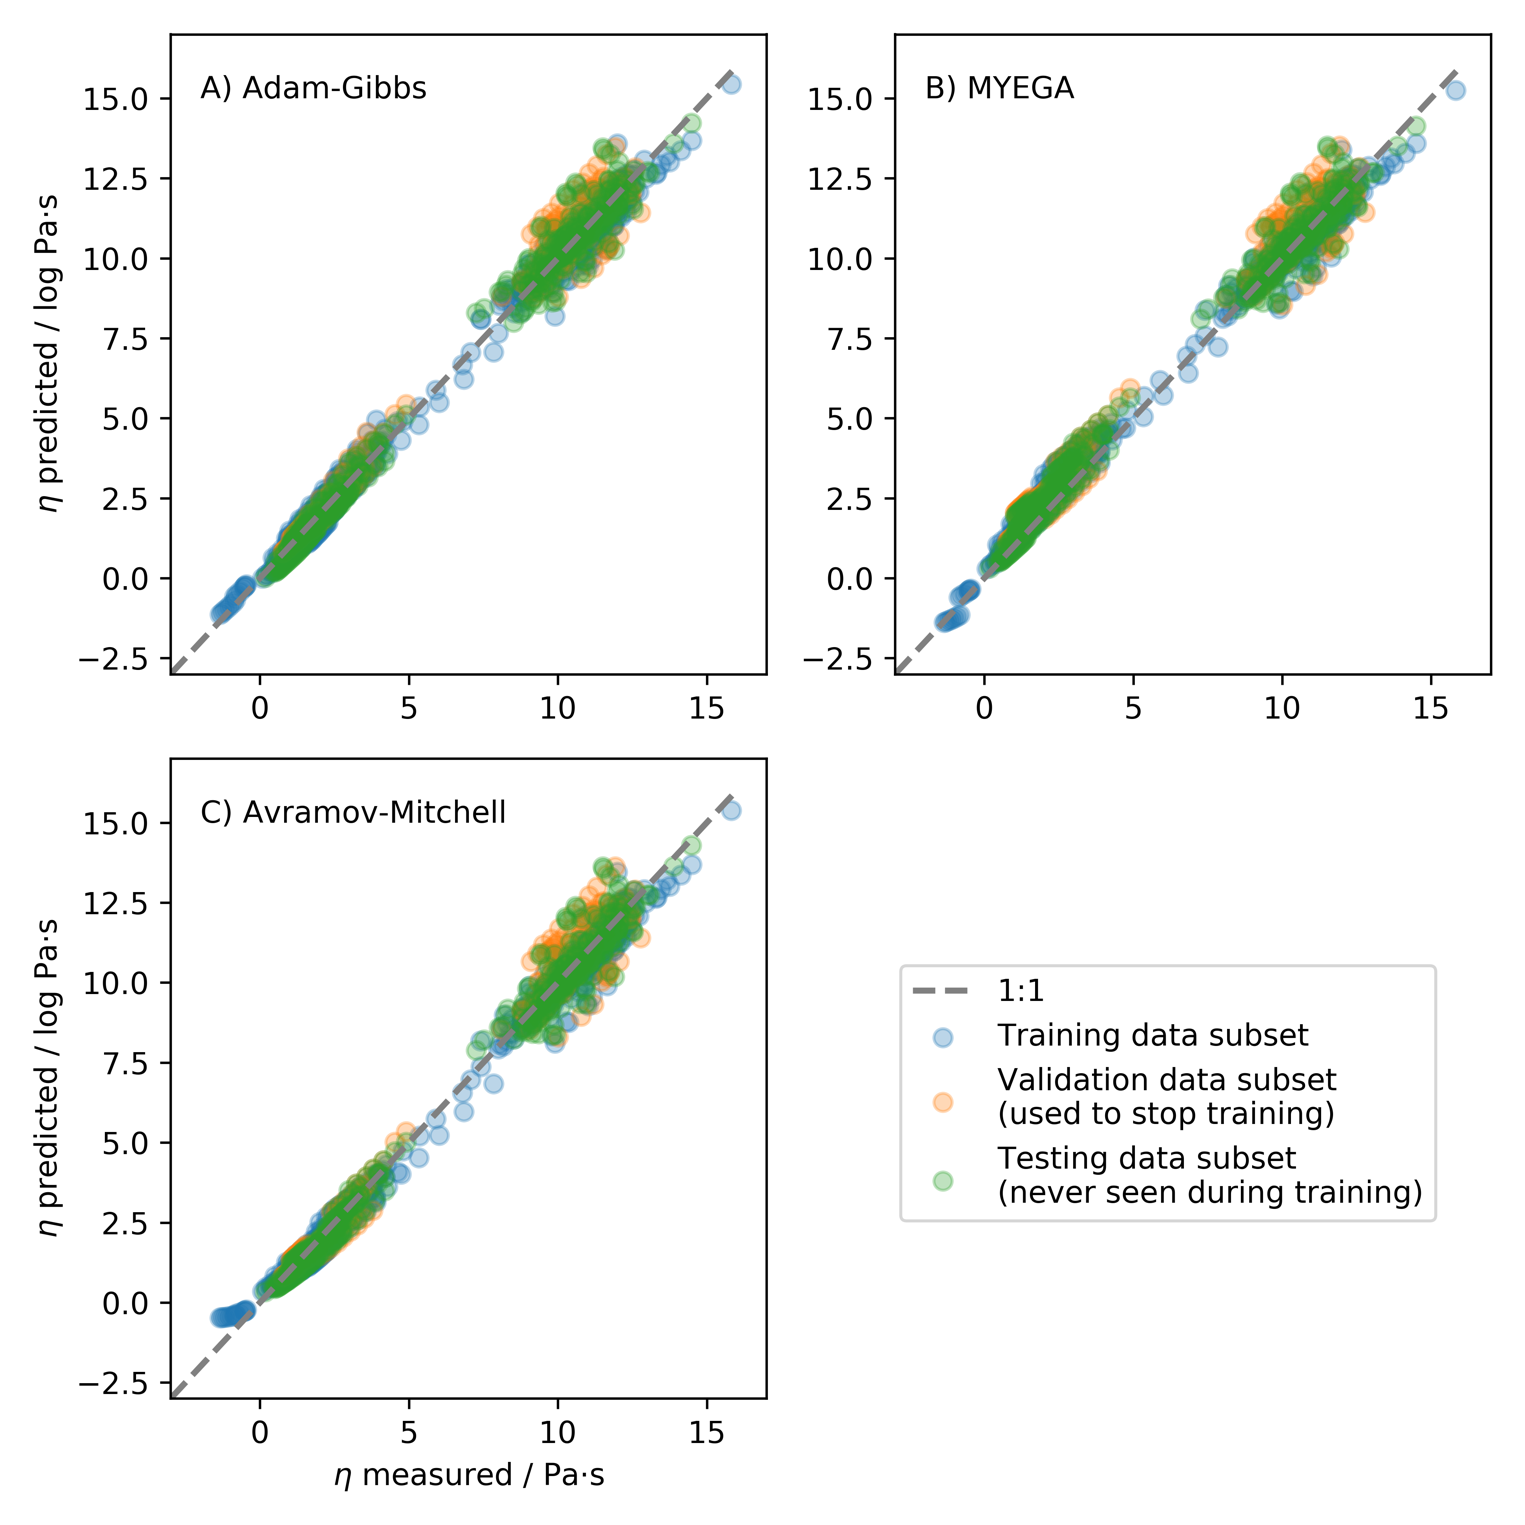 A) Adam-Gibbs
15.0
12.5
10.0
7.5
5.0
2.5
0.0
−2.5
0 5 10 15
η predicted / log Pa·s
B) MYEGA
15.0
12.5
10.0
7.5
5.0
2.5
0.0
−2.5
0 5 10 15
C) Avramov-Mitchell
15.0
12.5
10.0
7.5
5.0
2.5
0.0
−2.5
0 5 10 15
η predicted / log Pa·s
η measured / Pa·s
1:1
Training data subset
Validation data subset
(used to stop training)
Testing data subset
(never seen during training)